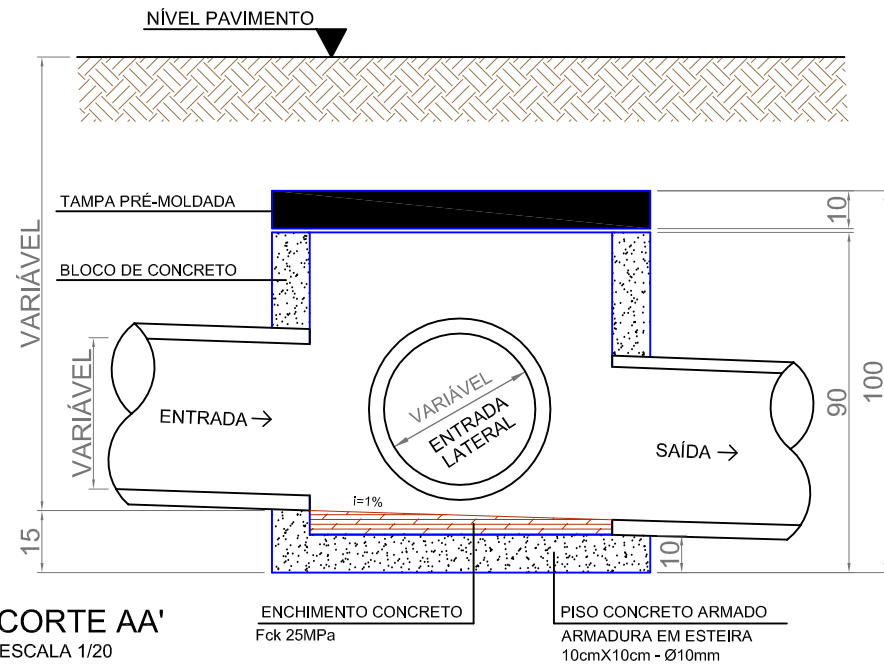 NÍVEL PAVIMENTO
TAMPA PRÉ-MOLDADA
10
BLOCO DE CONCRETO
VARIÁVEL
VARIÁVEL
ENTRADA →
VARIÁVEL
ENTRADA
LATERAL
SAÍDA →
90
100
i=1%
15
10
CORTE AA'
ESCALA 1/20
ENCHIMENTO CONCRETO
Fck 25MPa
PISO CONCRETO ARMADO
ARMADURA EM ESTEIRA
10cmX10cm - Ø10mm